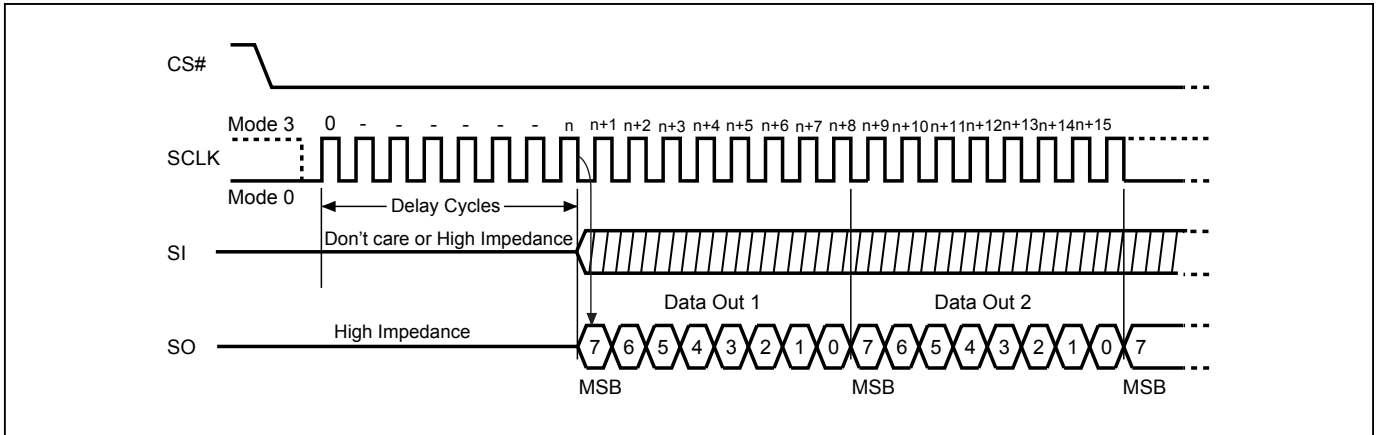 CS#
Mode 3 0 - - - - - - n n+1 n+2 n+3 n+4 n+5 n+6 n+7 n+8 n+9 n+10 n+11 n+12 n+13 n+14 n+15
SCLK
Mode 0
Delay Cycles
Don't care or High Impedance
SI
Data Out 1 Data Out 2
High Impedance
SO 7 6 5 4 3 2 1 0 7 6 5 4 3 2 1 0 7
MSB MSB MSB